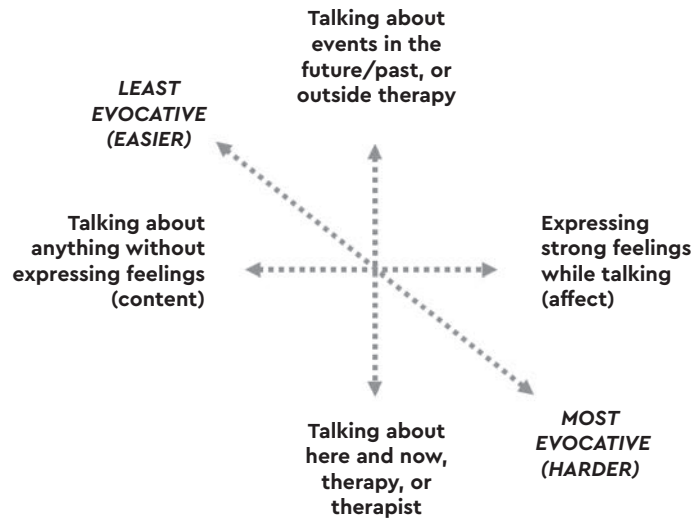 Talking about
events in the
future/past, or
outside therapy
LEAST
EVOCATIVE
(EASIER)
Talking about
anything without
expressing feelings
(content)
Expressing
strong feelings
while talking
(affect)
Talking about
here and now,
therapy, or
therapist
MOST
EVOCATIVE
(HARDER)